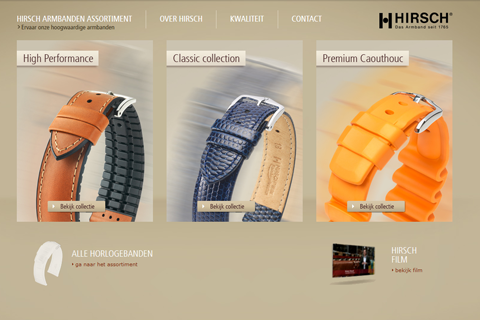 HIRSCH ARMBANDEN ASSORTIMENT
> Ervaar onze hoogwaardige armbanden
OVER HIRSCH
KWALITEIT
CONTACT
HIRSCH®
Das Armband seit 1765.
High Performance
Classic collection
Premium Caouthouc
Bekijk collectie
Bekijk collectie
Bekijk collectie
ALLE HORLOGEBANDEN
ga naar het assortiment
HIRSCH
FILM
bekijk film